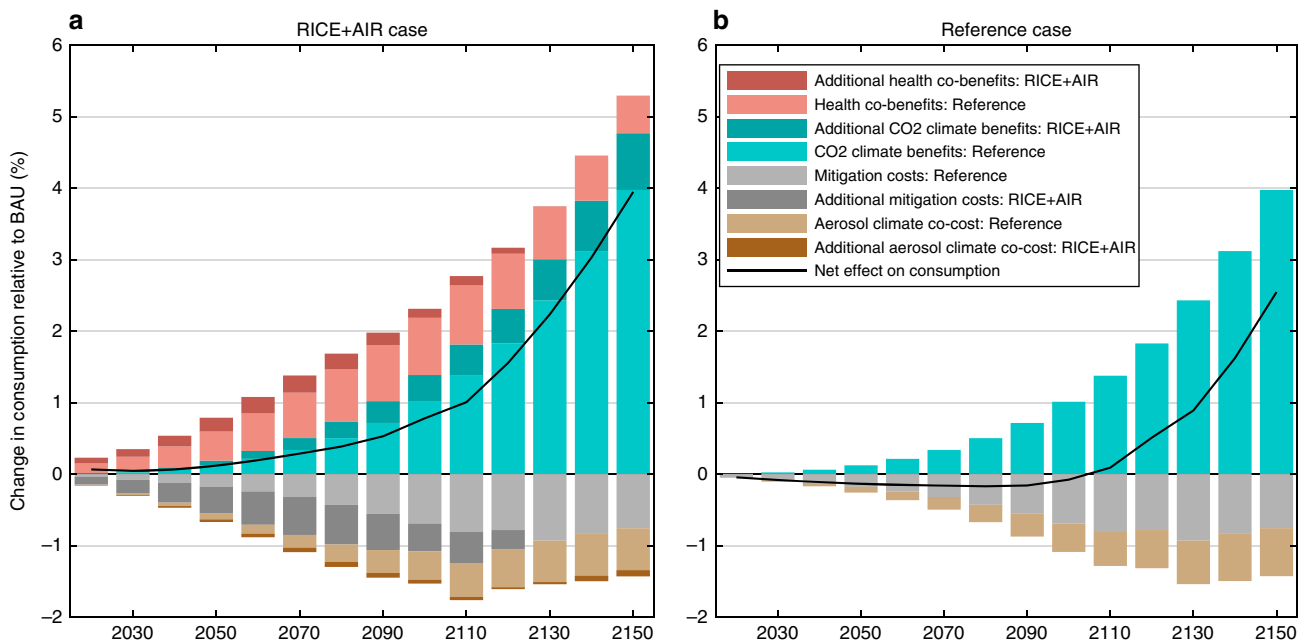 a
RICE+AIR case
6
5
4
3
2
1
0
–1
–2
Change in consumption relative to BAU (%)
2030
2050
2070
2090
2110
2130
2150
b
Reference case
6
5
4
3
2
1
0
–1
–2
Additional health co-benefits: RICE+AIR
Health co-benefits: Reference
Additional CO2 climate benefits: RICE+AIR
CO2 climate benefits: Reference
Mitigation costs: Reference
Additional mitigation costs: RICE+AIR
Aerosol climate co-cost: Reference
Additional aerosol climate co-cost: RICE+AIR
Net effect on consumption
2030
2050
2070
2090
2110
2130
2150